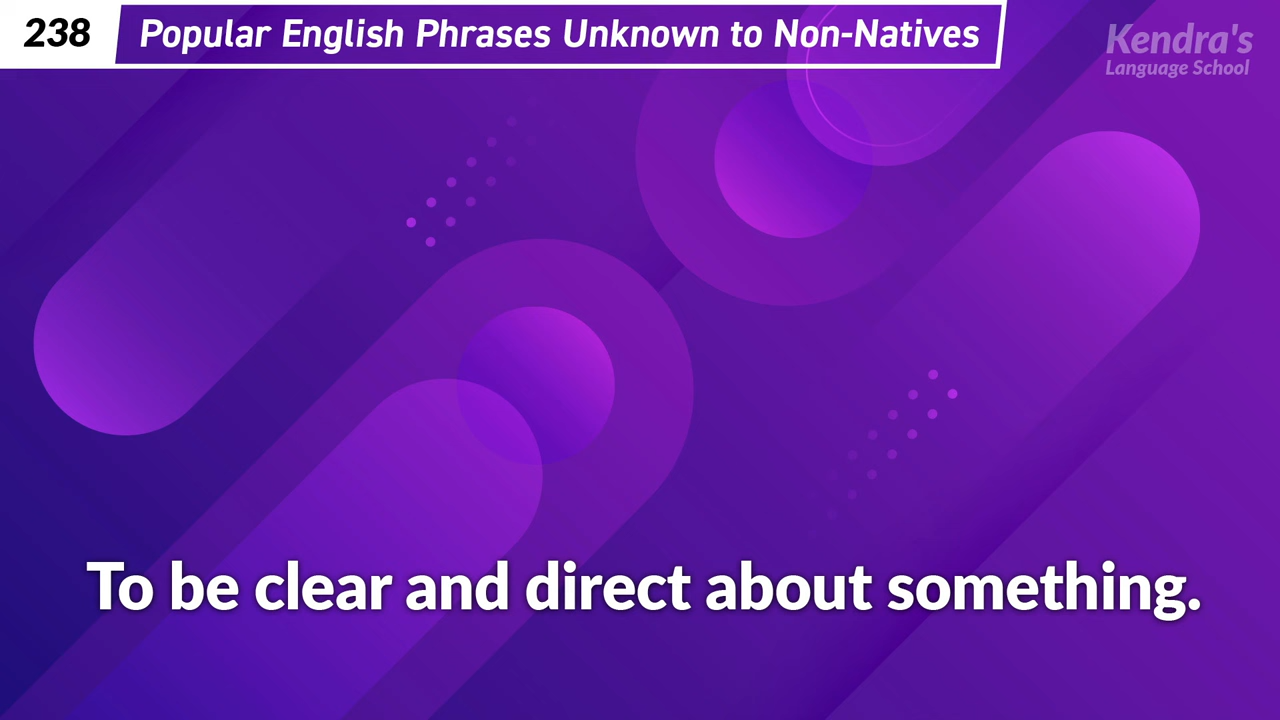 238
Popular English Phrases Unknown to Non-Natives
Kendra's
Language School
To be clear and direct about something.